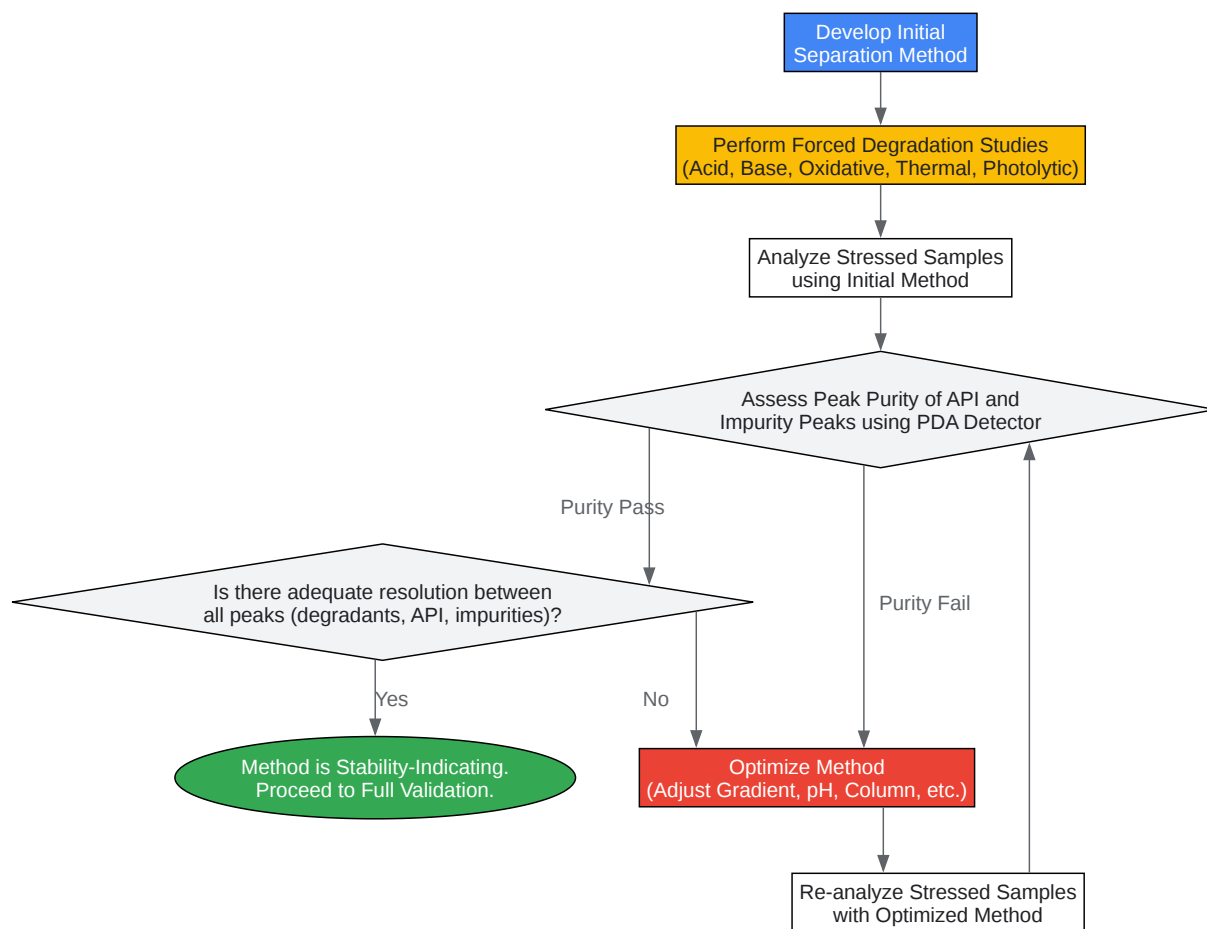 Develop Initial
Separation Method
Perform Forced Degradation Studies
(Acid, Base, Oxidative, Thermal, Photolytic)
Analyze Stressed Samples
using Initial Method
Assess Peak Purity of API and
Impurity Peaks using PDA Detector
Purity Pass
Is there adequate resolution between
all peaks (degradants, API, impurities)?
Purity Fail
Yes
No
Method is Stability-Indicating.
Proceed to Full Validation.
Optimize Method
(Adjust Gradient, pH, Column, etc.)
Re-analyze Stressed Samples
with Optimized Method